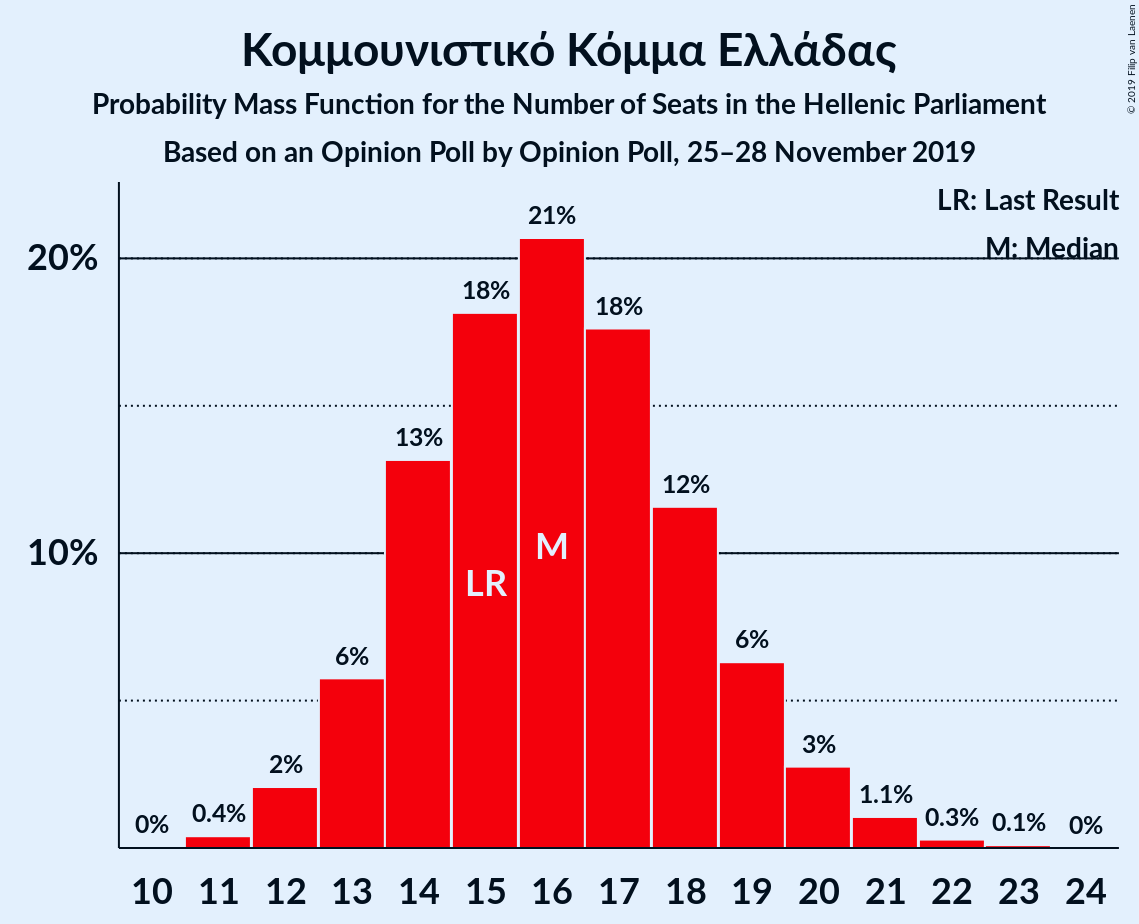 Κομμουνιστικό Κόμμα Ελλάδας
Probability Mass Function for the Number of Seats in the Hellenic Parliament
Based on an Opinion Poll by Opinion Poll, 25–28 November 2019
© 2019 Filip van Laenen
LR: Last Result
M: Median
20%
10%
0%
0.4%
2%
6%
13%
18%
21%
18%
12%
6%
3%
1.1%
0.3%
0.1%
0%
LR
M
10 11 12 13 14 15 16 17 18 19 20 21 22 23 24